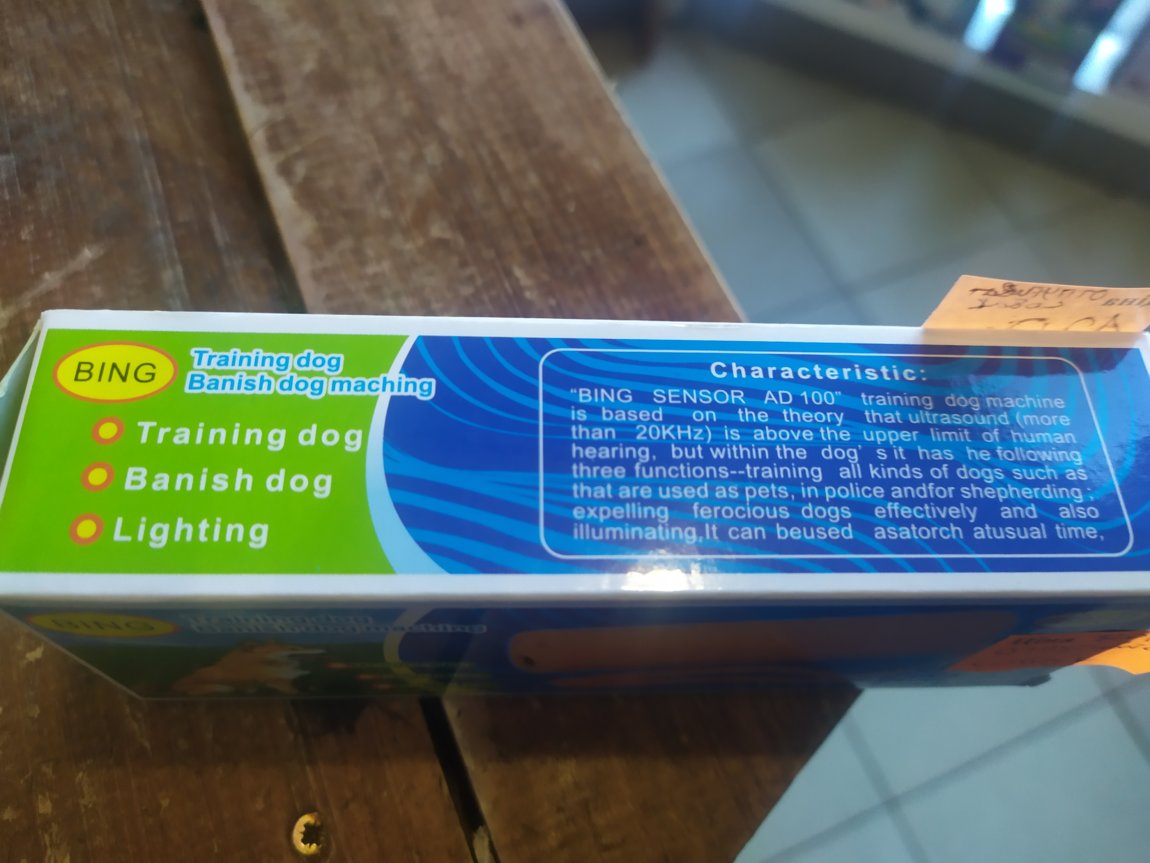 BING
Training dog
Banish dog maching
Training dog
Banish dog
Lighting
Characteristic:
“BING SENSOR AD 100” training dog machine
is based on the theory that ultrasound (more
than 20KHz) is above the upper limit of human
hearing, but within the dog' s it has he following
three functions--training all kinds of dogs such as
that are used as pets, in police andfor shepherding ;
expelling ferocious dogs effectively and also
illuminating,It can beused asatorch atusual time,
BING
Training dog